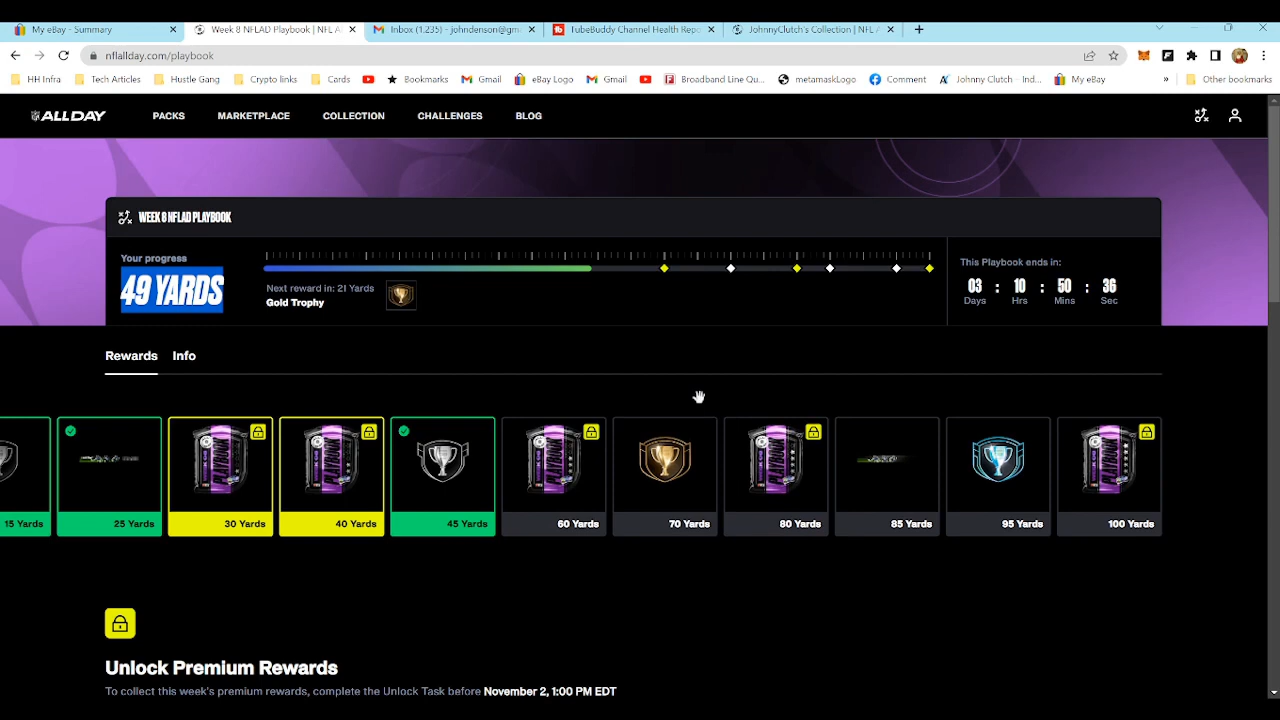 My eBay - Summary
Week 8 NFLAD Playbook | NFL A
Inbox (1,235) - johndenson@gm
TubeBuddy Channel Health Repo
JohnnyClutch's Collection | NFL A
nflallday.com/playbook
HH Infra
Tech Articles
Hustle Gang
Crypto links
Cards
Bookmarks
Gmail
eBay Logo
Gmail
Broadband Line Qu...
metamaskLogo
Comment
Johnny Clutch - Ind...
My eBay
»
Other bookmarks
ALL DAY
PACKS
MARKETPLACE
COLLECTION
CHALLENGES
BLOG
WEEK 8 NFLAD PLAYBOOK
Your progress
49 YARDS
Next reward in: 21 Yards
Gold Trophy
This Playbook ends in:
03 : 10 : 50 : 36
Days Hrs Mins Sec
Rewards
Info
15 Yards
25 Yards
30 Yards
40 Yards
45 Yards
60 Yards
70 Yards
80 Yards
85 Yards
95 Yards
100 Yards
Unlock Premium Rewards
To collect this week's premium rewards, complete the Unlock Task before November 2, 1:00 PM EDT